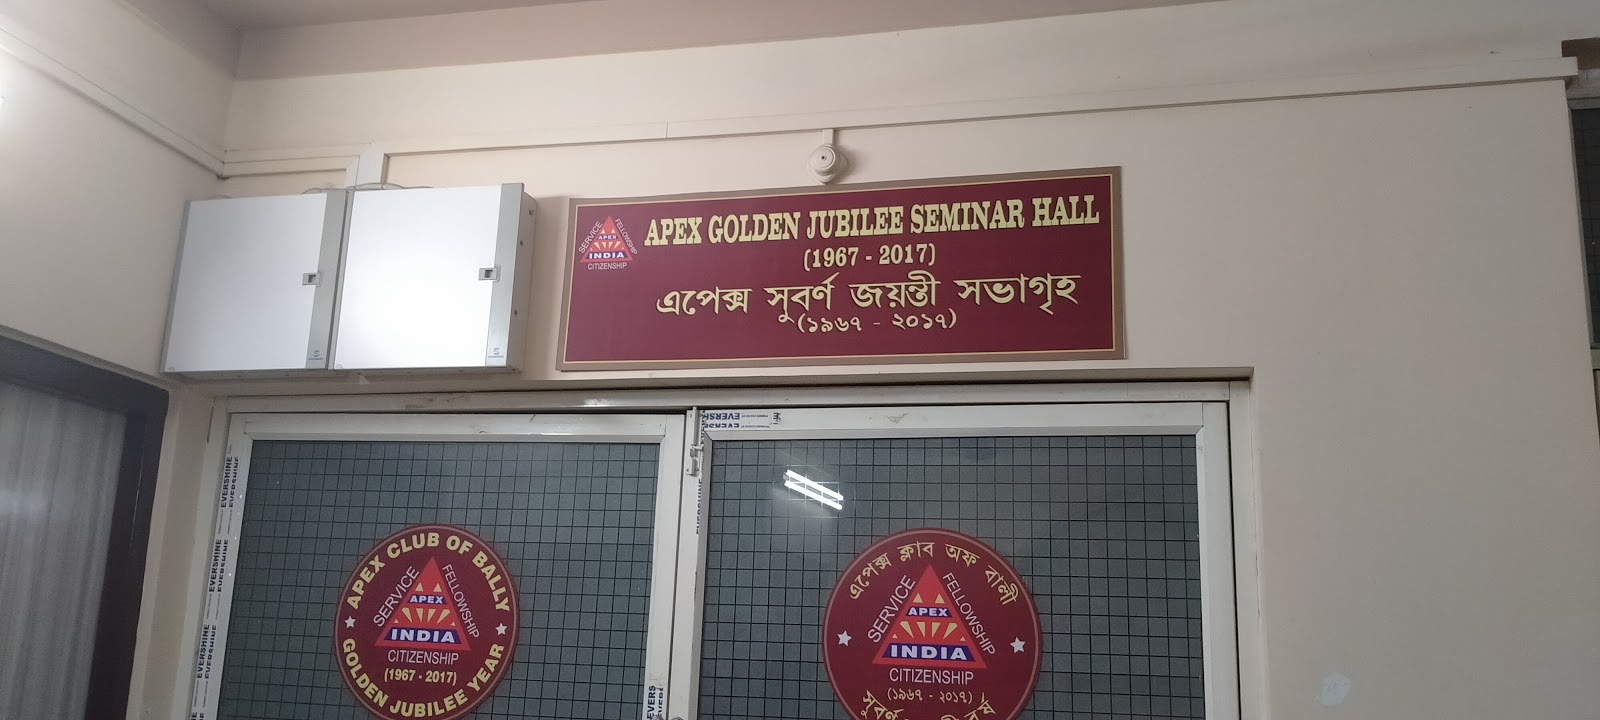 APEX GOLDEN JUBILEE SEMINAR HALL
(1967 - 2017)
এপেক্স সুবর্ণ জয়ন্তী সভাগৃহ
(১৯৬৭ - ২০১৭)
SERVICE
FELLOWSHIP
APEX
INDIA
CITIZENSHIP
EVERSHINE
EVERSHINE
APEX CLUB OF BALLY
SERVICE
FELLOWSHIP
APEX
INDIA
CITIZENSHIP
(1967 - 2017)
GOLDEN JUBILEE YEAR
এপেক্স ক্লাব অফ বালী
SERVICE
FELLOWSHIP
APEX
INDIA
CITIZENSHIP
(১৯৬৭ - ২০১৭)